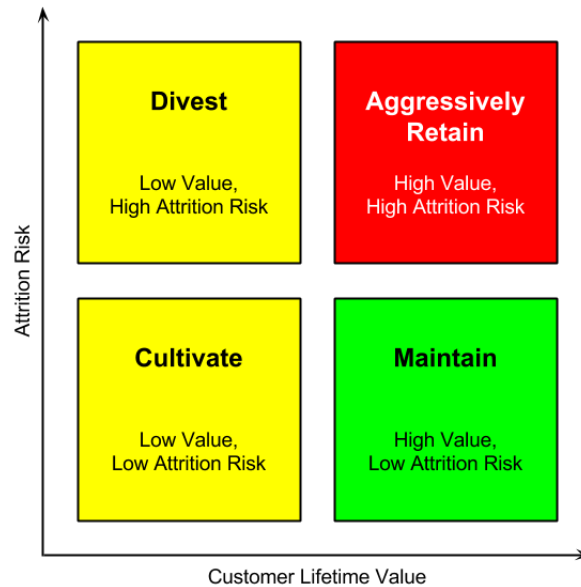 Attrition Risk
Divest
Low Value,
High Attrition Risk
Aggressively
Retain
High Value,
High Attrition Risk
Cultivate
Low Value,
Low Attrition Risk
Maintain
High Value,
Low Attrition Risk
Customer Lifetime Value